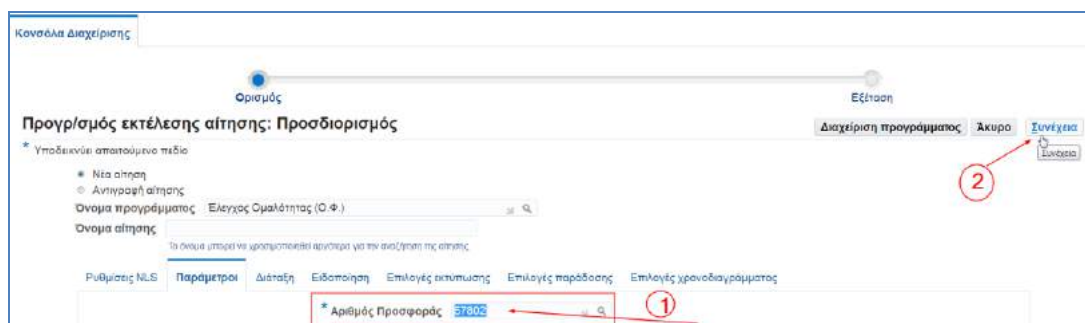 Κονσόλα Διαχείρισης
Ορισμός Εξέταση
Προγρ/σμός εκτέλεσης αίτησης: Προσδιορισμός Διαχείριση προγράμματος Άκυρο Συνέχεια
* Υποδεικνύει απαιτούμενο πεδίο Συνέχεια
Νέα αίτηση
Αντιγραφή αίτησης 2
Όνομα προγράμματος Έλεγχος Ομαλότητας (Ο.Φ.)
Όνομα αίτησης
Το όνομα μπορεί να χρησιμοποιηθεί αργότερα για την αναζήτηση της αίτησης
Ρυθμίσεις NLS Παράμετροι Διάταξη Ειδοποίηση Επιλογές εκτύπωσης Επιλογές παράδοσης Επιλογές χρονοδιαγράμματος
* Αριθμός Προσφοράς 57802 1